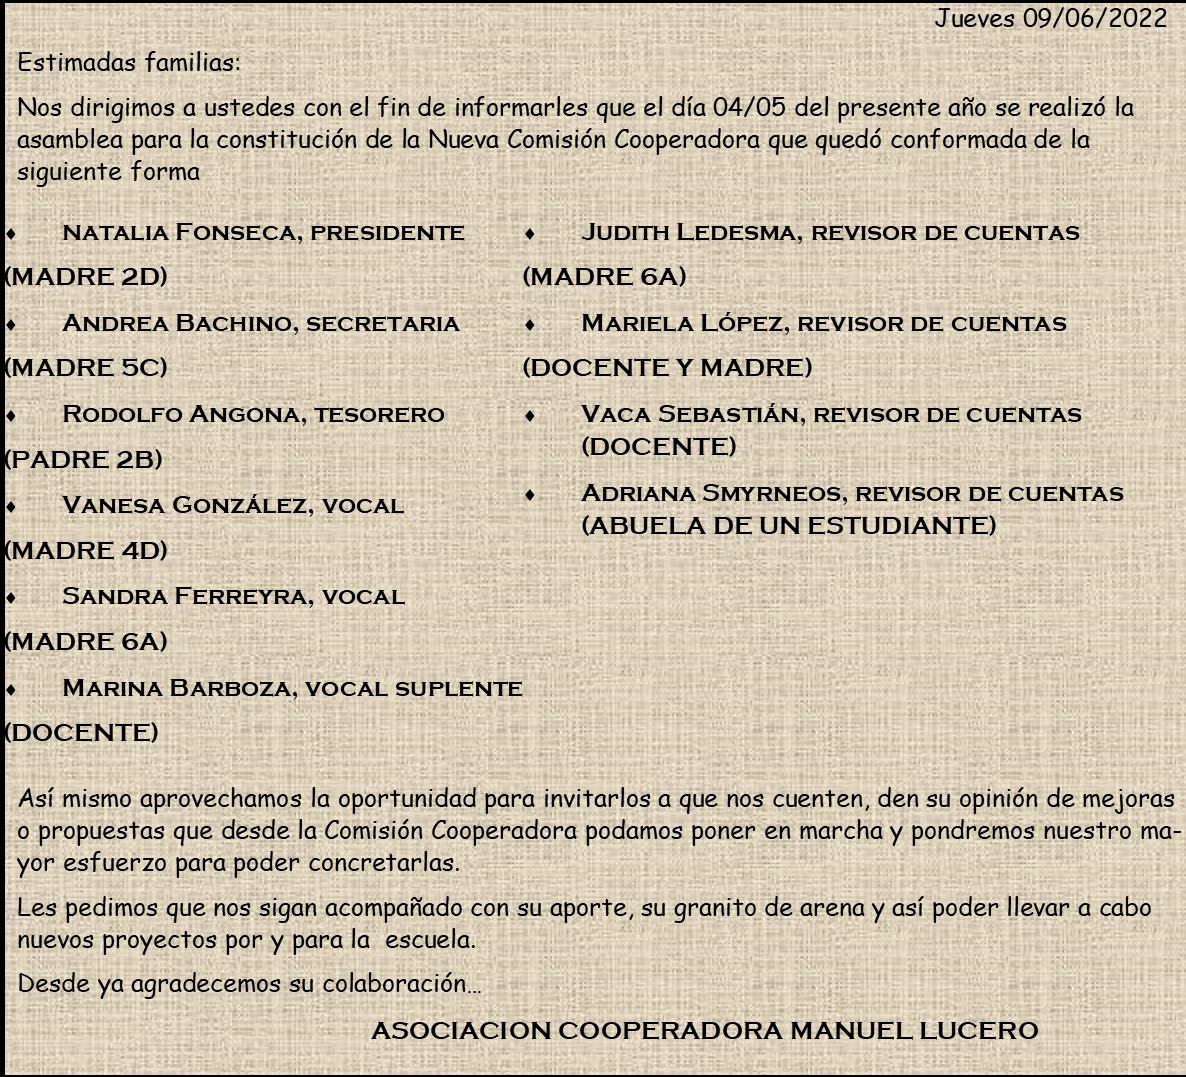 Jueves 09/06/2022
Estimadas familias:
Nos dirigimos a ustedes con el fin de informarles que el día 04/05 del presente año se realizó la
asamblea para la constitución de la Nueva Comisión Cooperadora que quedó conformada de la
siguiente forma
♦ NATALIA FONSECA, PRESIDENTE
(MADRE 2D)
♦ ANDREA BACHINO, SECRETARIA
(MADRE 5C)
♦ RODOLFO ANGONA, TESORERO
(PADRE 2B)
♦ VANESA GONZÁLEZ, VOCAL
(MADRE 4D)
♦ SANDRA FERREYRA, VOCAL
(MADRE 6A)
♦ MARINA BARBOZA, VOCAL SUPLENTE
(DOCENTE)
♦ JUDITH LEDESMA, REVISOR DE CUENTAS
(MADRE 6A)
♦ MARIELA LÓPEZ, REVISOR DE CUENTAS
(DOCENTE Y MADRE)
♦ VACA SEBASTIÁN, REVISOR DE CUENTAS
(DOCENTE)
♦ ADRIANA SMYRNEOS, REVISOR DE CUENTAS
(ABUELA DE UN ESTUDIANTE)
Así mismo aprovechamos la oportunidad para invitarlos a que nos cuenten, den su opinión de mejoras
o propuestas que desde la Comisión Cooperadora podamos poner en marcha y pondremos nuestro ma-
yor esfuerzo para poder concretarlas.
Les pedimos que nos sigan acompañado con su aporte, su granito de arena y así poder llevar a cabo
nuevos proyectos por y para la escuela.
Desde ya agradecemos su colaboración...
ASOCIACION COOPERADORA MANUEL LUCERO